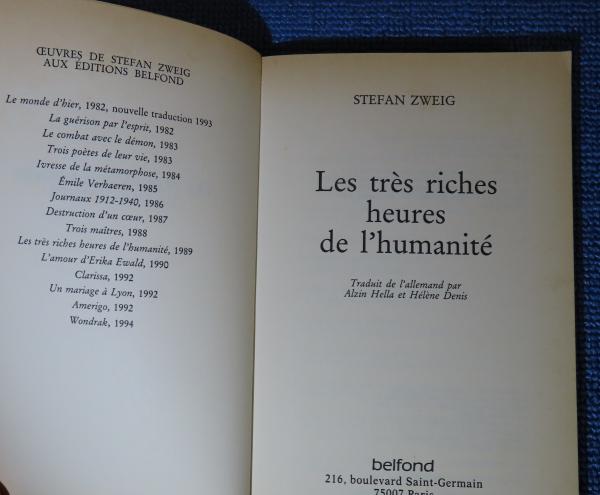 ŒUVRES DE STEFAN ZWEIG
AUX ÉDITIONS BELFOND
Le monde d'hier, 1982, nouvelle traduction 1993
La guérison par l'esprit, 1982
Le combat avec le démon, 1983
Trois poètes de leur vie, 1983
Ivresse de la métamorphose, 1984
Émile Verhaeren, 1985
Journaux 1912-1940, 1986
Destruction d'un cœur, 1987
Trois maîtres, 1988
Les très riches heures de l'humanité, 1989
L'amour d'Erika Ewald, 1990
Clarissa, 1992
Un mariage à Lyon, 1992
Amerigo, 1992
Wondrak, 1994
STEFAN ZWEIG
Les très riches
heures
de l'humanité
Traduit de l'allemand par
Alzin Hella et Hélène Denis
belfond
216, boulevard Saint-Germain
75007 Paris